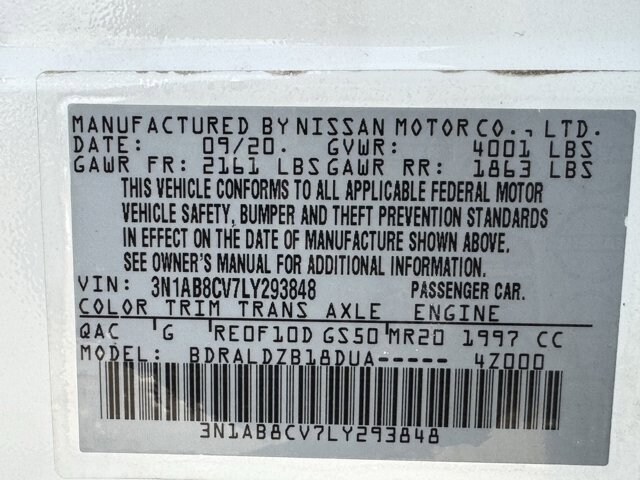 MANUFACTURED BY NISSAN MOTOR CO., LTD.
DATE: 09/20. GVWR: 4001 LBS
GAWR FR: 2161 LBS GAWR RR: 1863 LBS
THIS VEHICLE CONFORMS TO ALL APPLICABLE FEDERAL MOTOR
VEHICLE SAFETY, BUMPER AND THEFT PREVENTION STANDARDS
IN EFFECT ON THE DATE OF MANUFACTURE SHOWN ABOVE.
SEE OWNER'S MANUAL FOR ADDITIONAL INFORMATION.
VIN: 3N1AB8CV7LY293848 PASSENGER CAR.
COLOR TRIM TRANS AXLE ENGINE
QAC G RE0F10D GS50 MR20 1997 CC
MODEL: BDRALDZB18DUA----- 4Z000
3N1AB8CV7LY293848